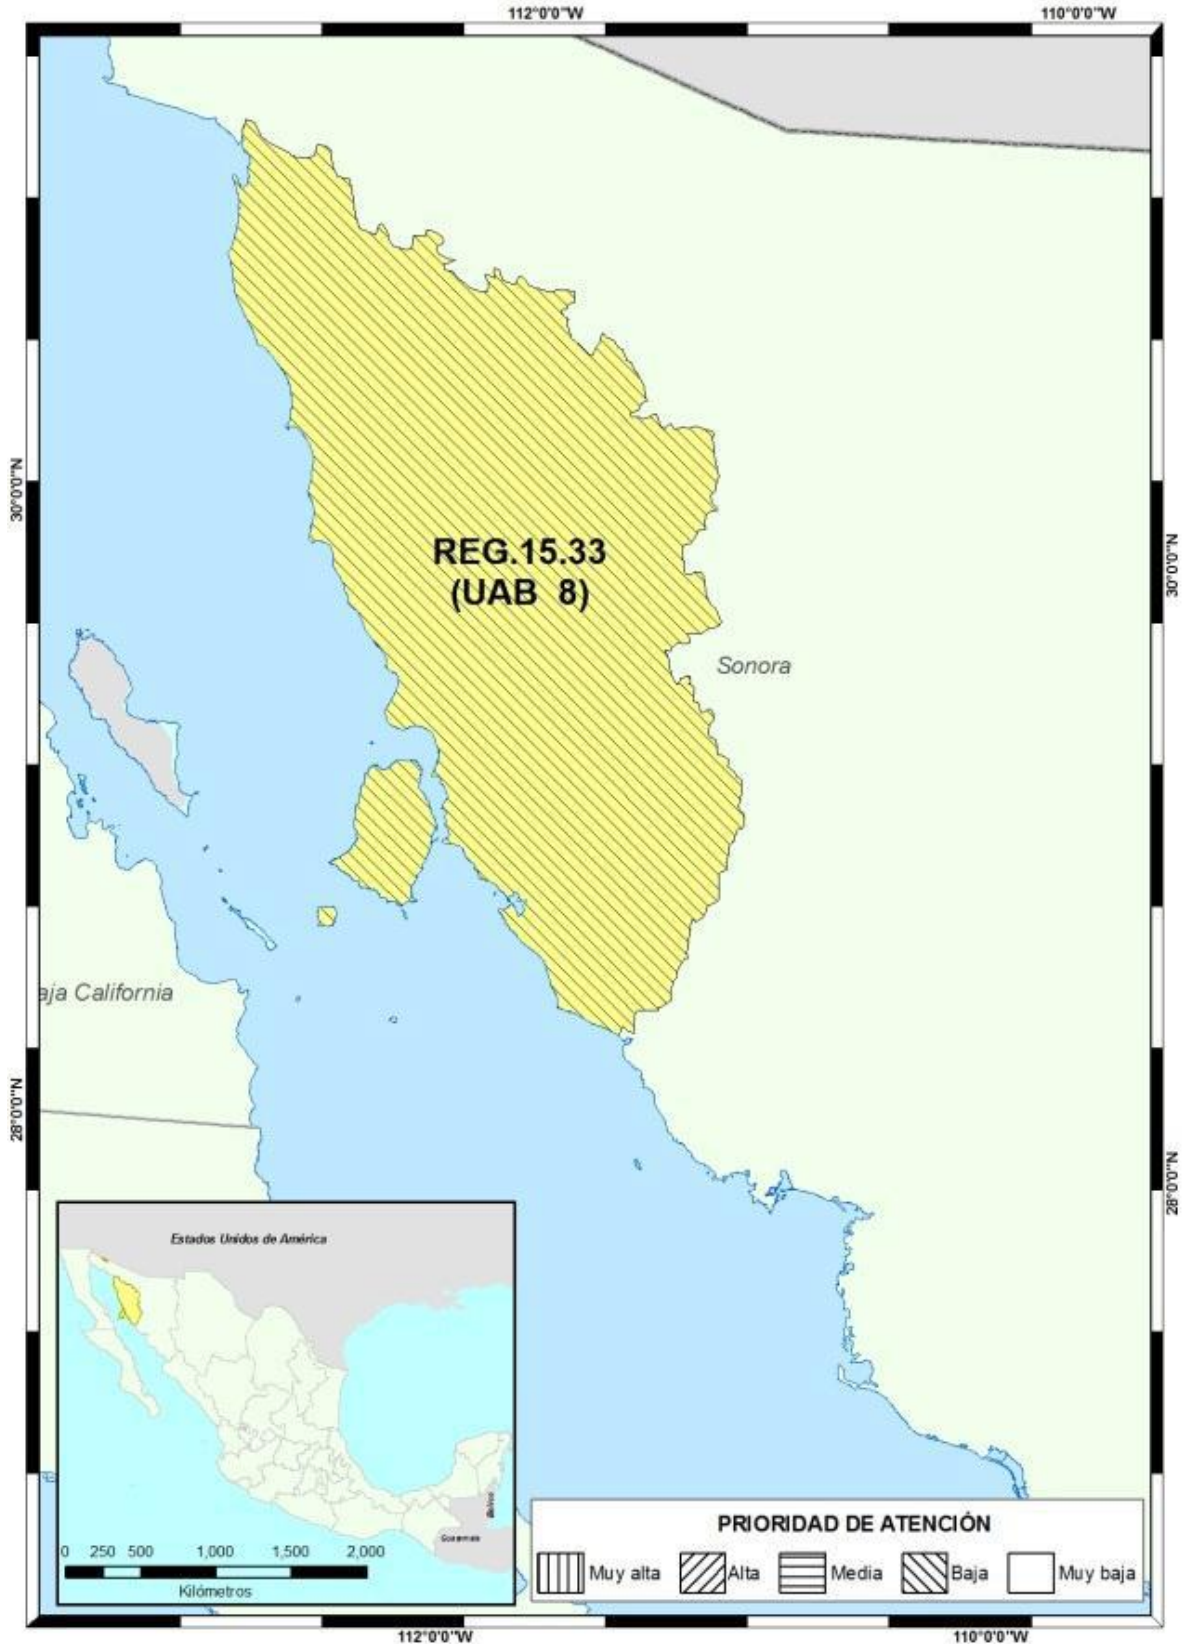 112°0'0"W
110°0'0"W
30°0'0"N
30°0'0"N
REG.15.33
(UAB 8)
Sonora
aja California
28°0'0"N
28°0'0"N
Estados Unidos de América
Belice
Guatemala
0 250 500 1,000 1,500 2,000
Kilómetros
PRIORIDAD DE ATENCIÓN
Muy alta Alta Media Baja Muy baja
112°0'0"W
110°0'0"W